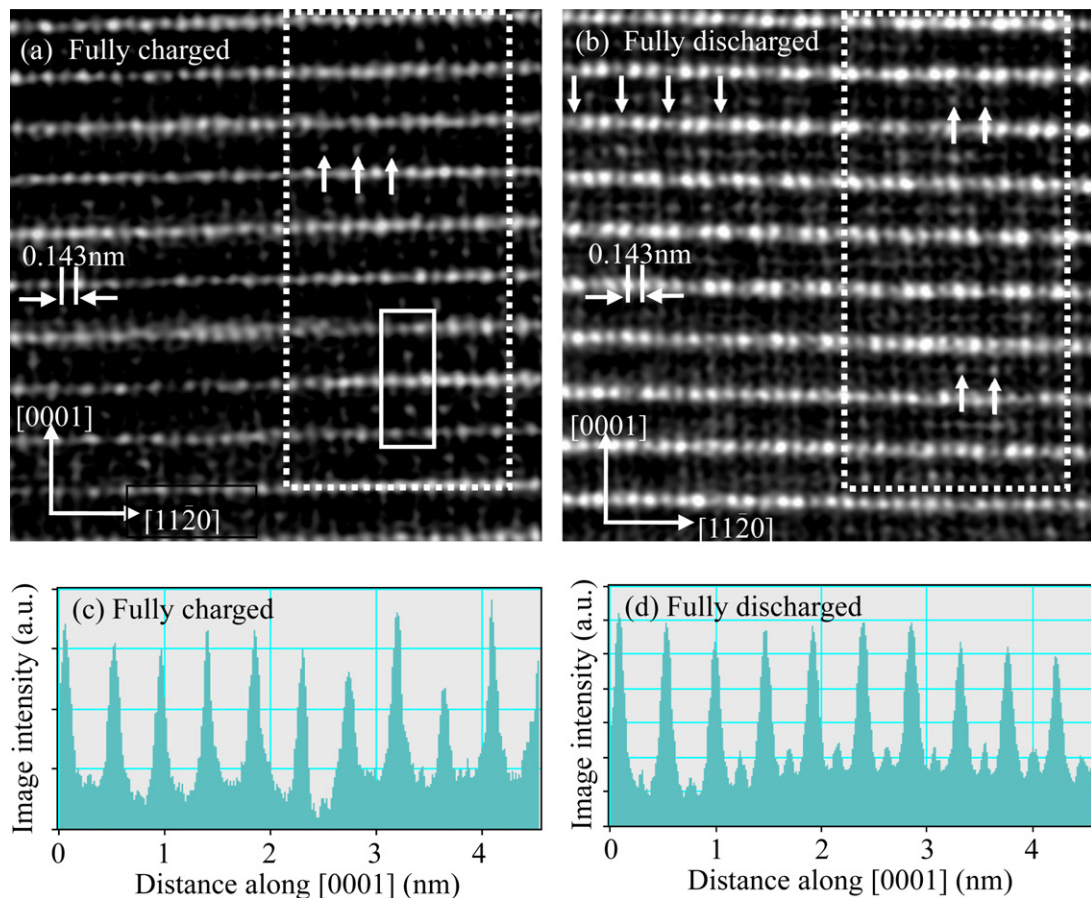 (a) Fully charged
0.143nm
[0001]
[112̄0]
(b) Fully discharged
0.143nm
[0001]
[112̄0]
(c) Fully charged
Image intensity (a.u.)
0 1 2 3 4
Distance along [0001] (nm)
(d) Fully discharged
Image intensity (a.u.)
0 1 2 3 4
Distance along [0001] (nm)